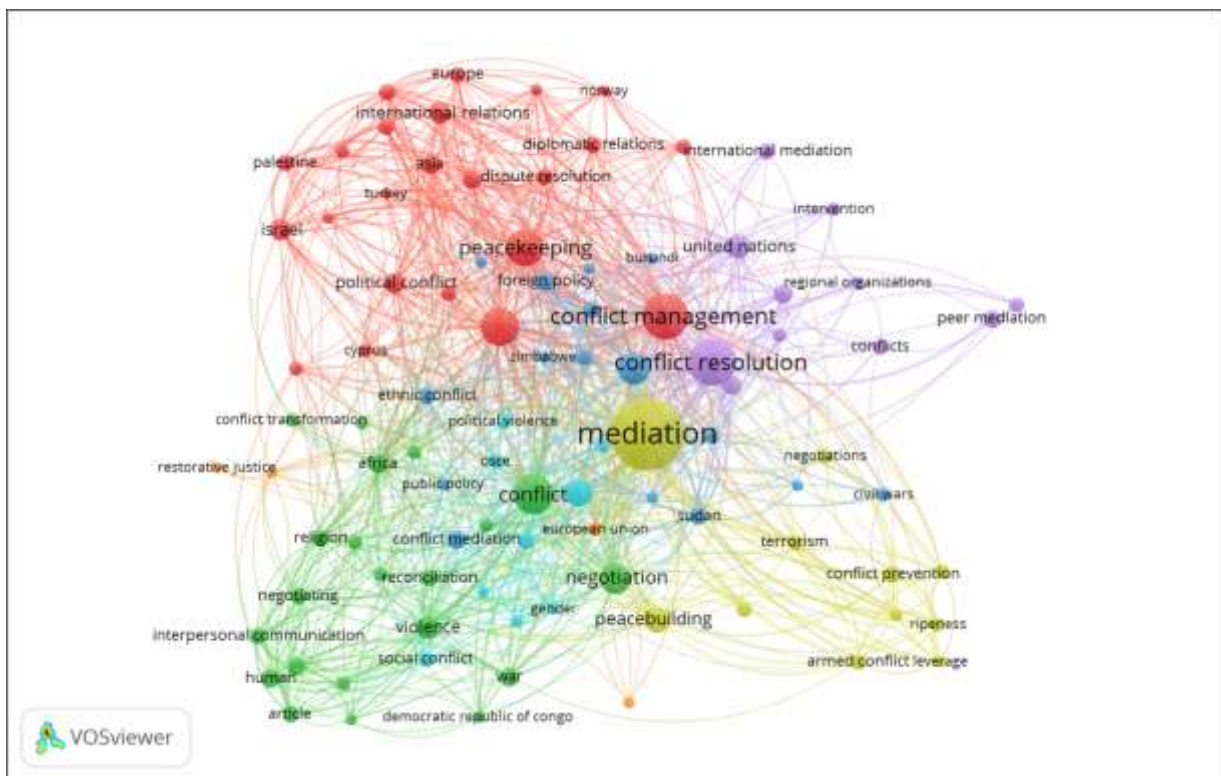 europe
norway
international relations
diplomatic relations
international mediation
palestine
asia
dispute resolution
turkey
intervention
israel
peacekeeping
united nations
burundi
political conflict
foreign policy
regional organizations
conflict management
peer mediation
cyprus
zimbabwe
conflict resolution
conflicts
ethnic conflict
conflict transformation
political violence
mediation
restorative justice
africa
osce
negotiations
public policy
conflict
civil wars
sudan
european union
religion
conflict mediation
terrorism
reconciliation
negotiation
conflict prevention
negotiating
gender
peacebuilding
ripeness
interpersonal communication
violence
social conflict
armed conflict
leverage
human
war
article
democratic republic of congo
VOSviewer